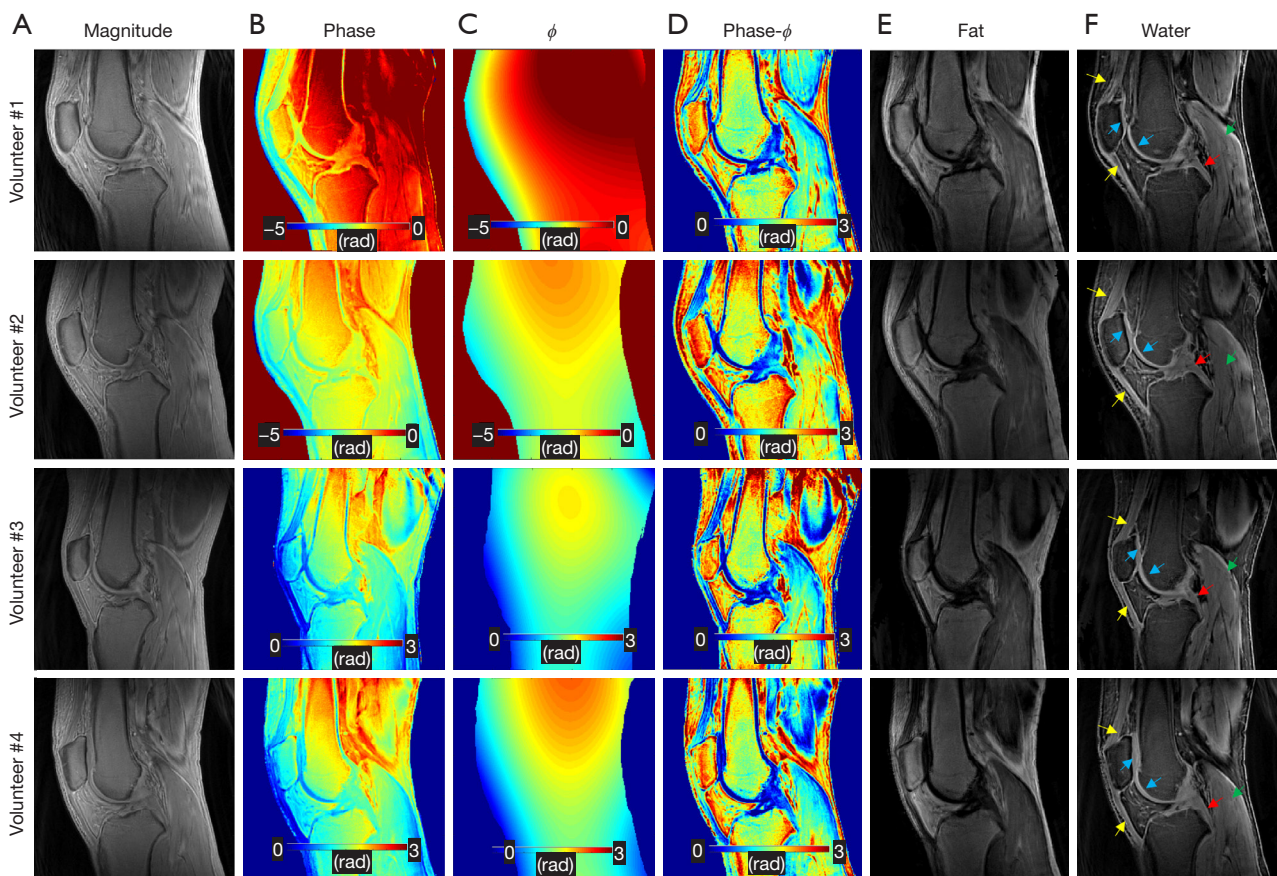 A Magnitude B Phase C ϕ D Phase-ϕ E Fat F Water
Volunteer #1
−5 0 (rad)
−5 0 (rad)
0 3 (rad)
Volunteer #2
−5 0 (rad)
−5 0 (rad)
0 3 (rad)
Volunteer #3
0 3 (rad)
0 3 (rad)
0 3 (rad)
Volunteer #4
0 3 (rad)
0 3 (rad)
0 3 (rad)